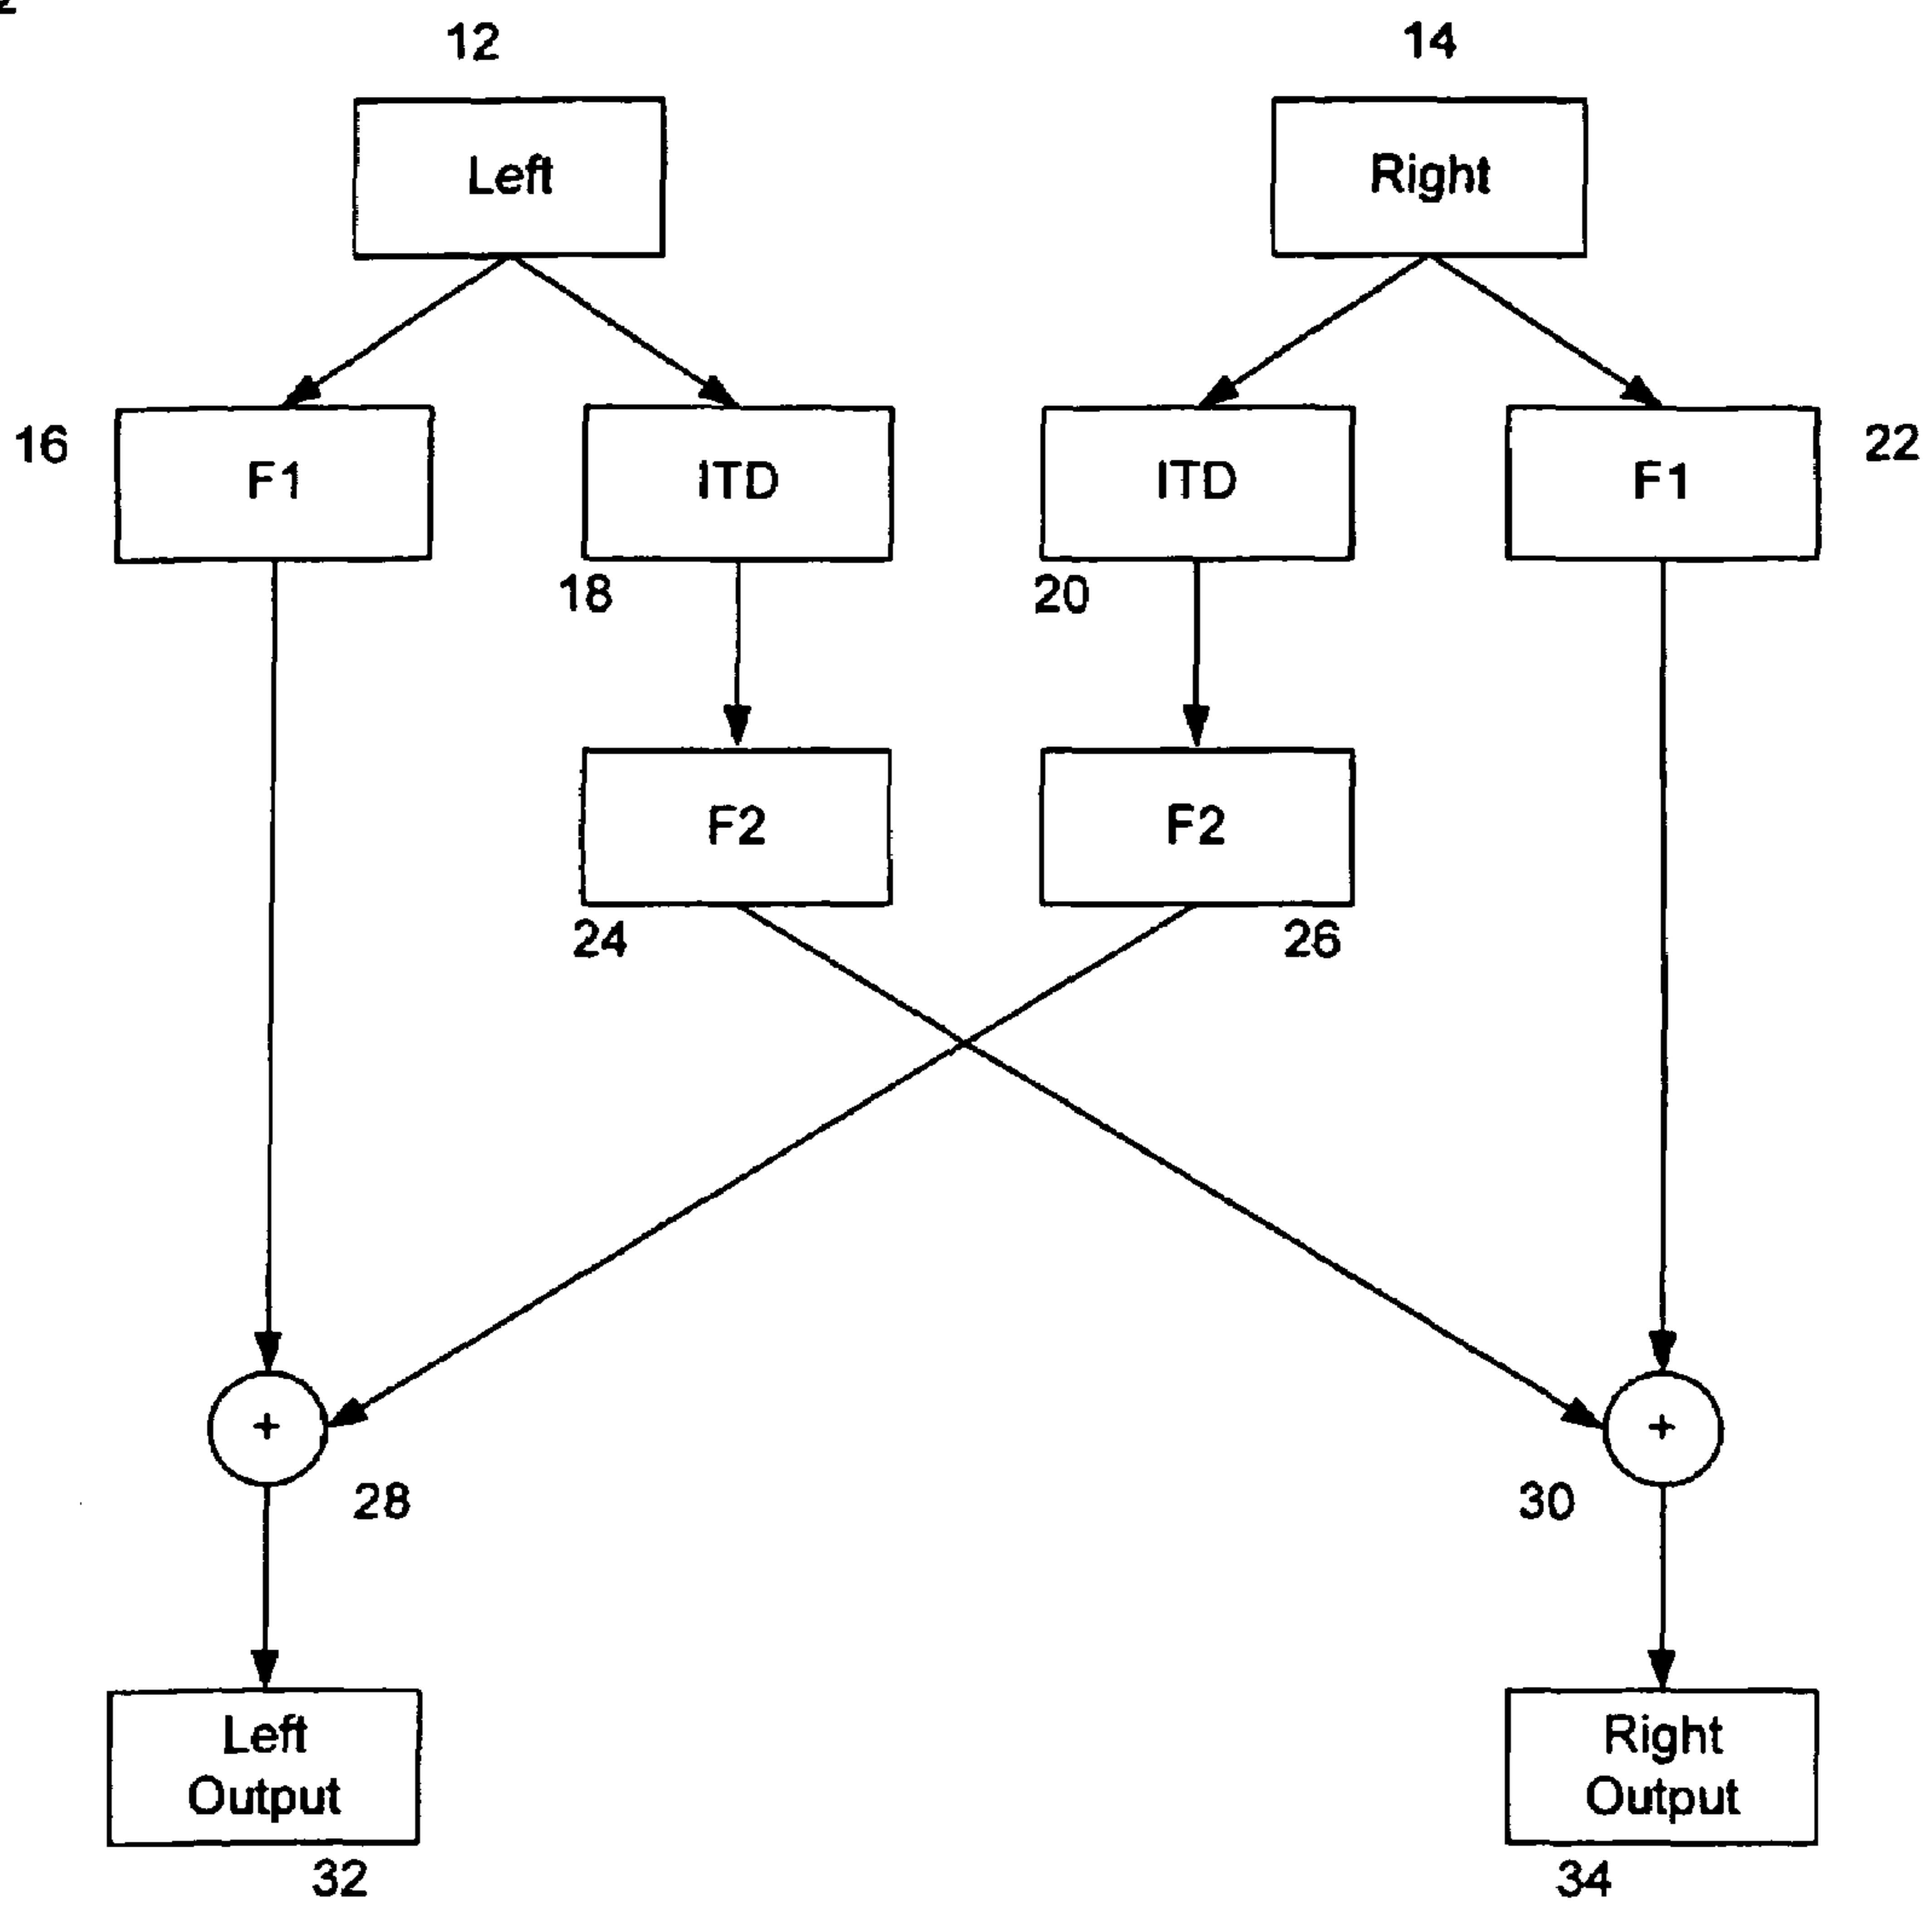 12
14
Left
Right
16
F1
ITD
ITD
F1
22
18
20
F2
F2
24
26
+
+
28
30
Left
Output
Right
Output
32
34